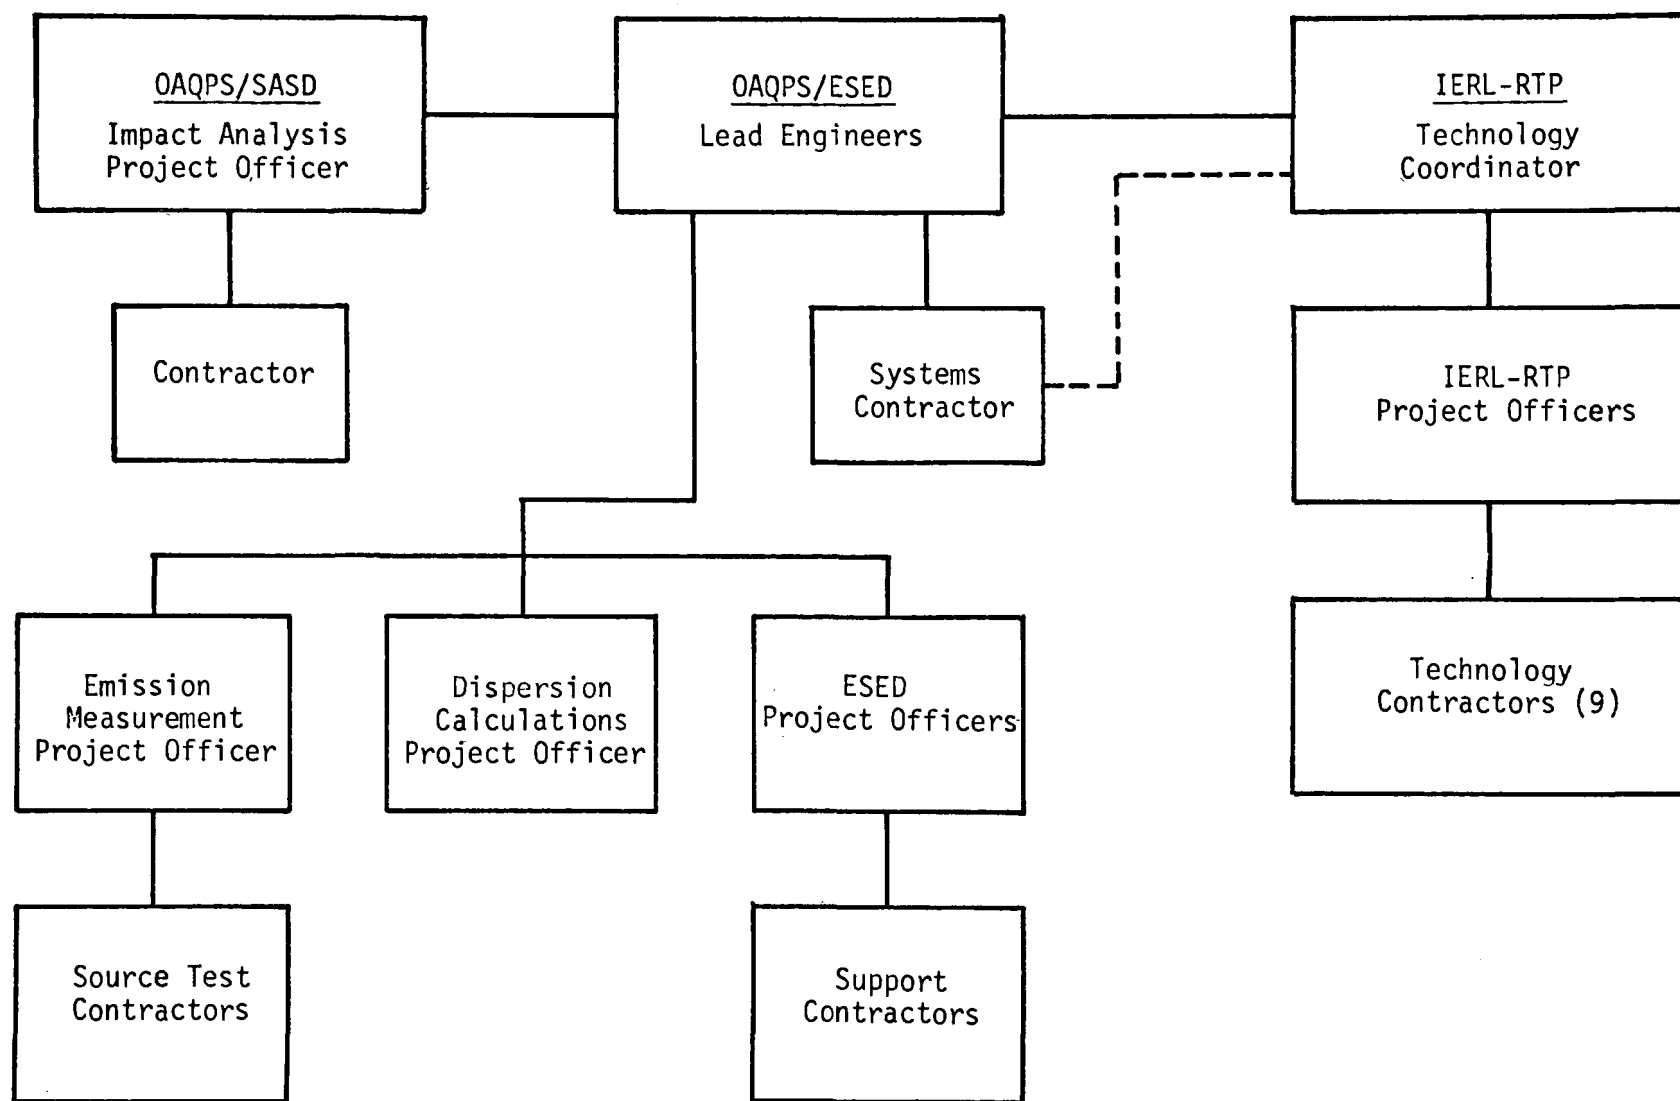 OAQPS/SASD
Impact Analysis
Project Officer
OAQPS/ESED
Lead Engineers
IERL-RTP
Technology
Coordinator
Contractor
Systems
Contractor
IERL-RTP
Project Officers
Emission
Measurement
Project Officer
Dispersion
Calculations
Project Officer
ESED
Project Officers
Technology
Contractors (9)
Source Test
Contractors
Support
Contractors